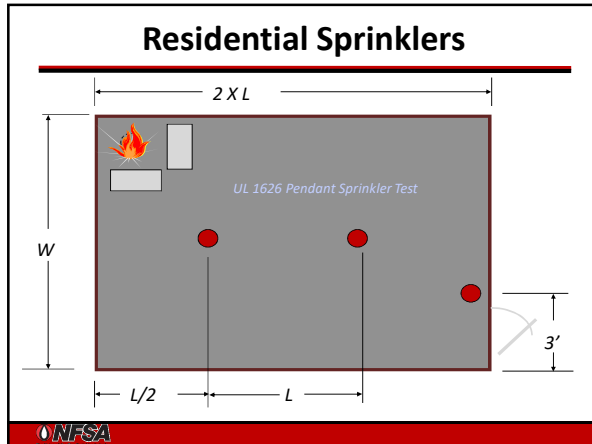 Residential Sprinklers
2 X L
UL 1626 Pendant Sprinkler Test
W
3'
L/2
L
NFSA